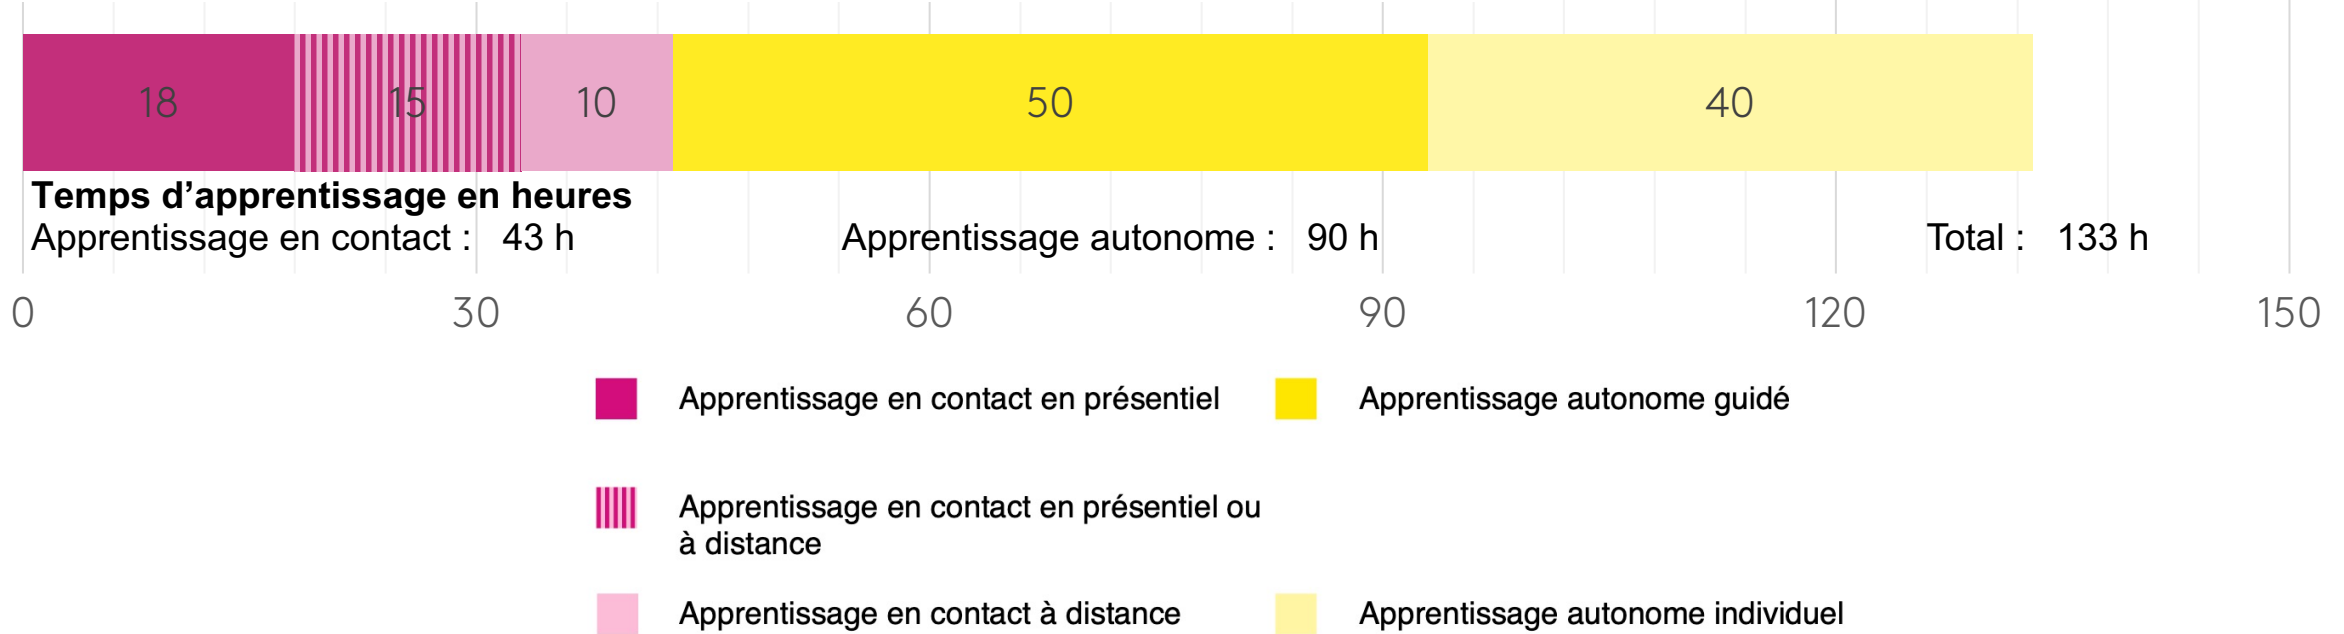 18 15 10 50 40
Temps d’apprentissage en heures
Apprentissage en contact : 43 h Apprentissage autonome : 90 h Total : 133 h
0 30 60 90 120 150
Apprentissage en contact en présentiel Apprentissage autonome guidé
Apprentissage en contact en présentiel ou
à distance
Apprentissage en contact à distance Apprentissage autonome individuel